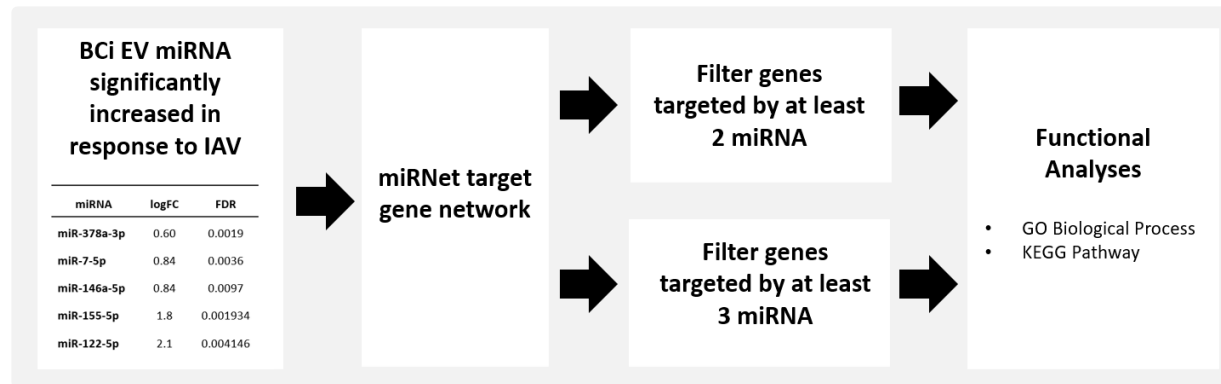 BCi EV miRNA
significantly
increased in
response to IAV
miRNA logFC FDR
miR-378a-3p 0.60 0.0019
miR-7-5p 0.84 0.0036
miR-146a-5p 0.84 0.0097
miR-155-5p 1.8 0.001934
miR-122-5p 2.1 0.004146
miRNet target
gene network
Filter genes
targeted by at least
2 miRNA
Filter genes
targeted by at least
3 miRNA
Functional
Analyses
• GO Biological Process
• KEGG Pathway